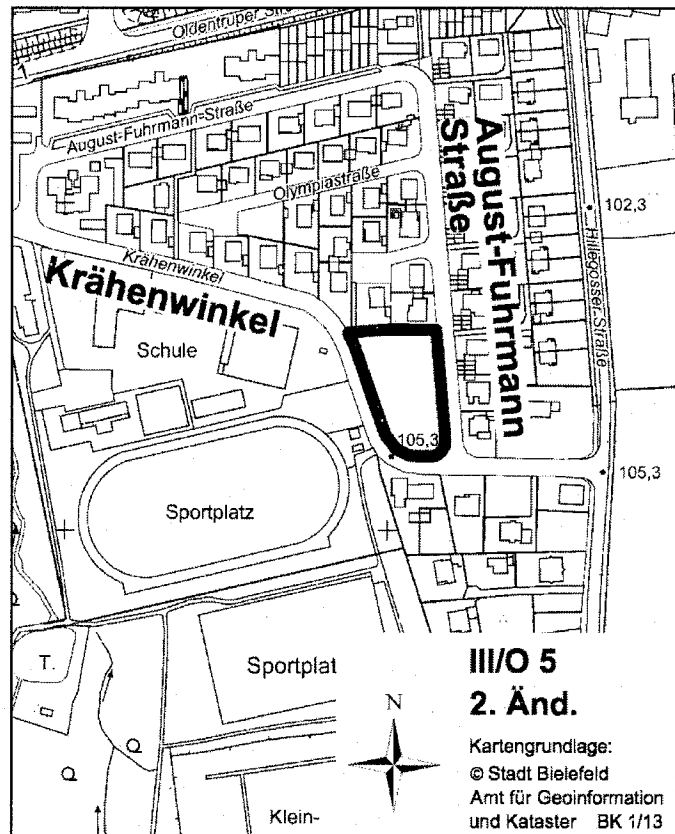 Oldentruper Str
August-Fuhrmann-Straße
Olympiastraße
August-Fuhrmann
Straße
102,3
Hillegosser-Straße
Krähenwinkel
Krähenwinkel
Schule
105,3
105,3
Sportplatz
T.
Sportplat
Q
Q
Q
Klein-
N
III/O 5
2. Änd.
Kartengrundlage:
© Stadt Bielefeld
Amt für Geoinformation
und Kataster BK 1/13